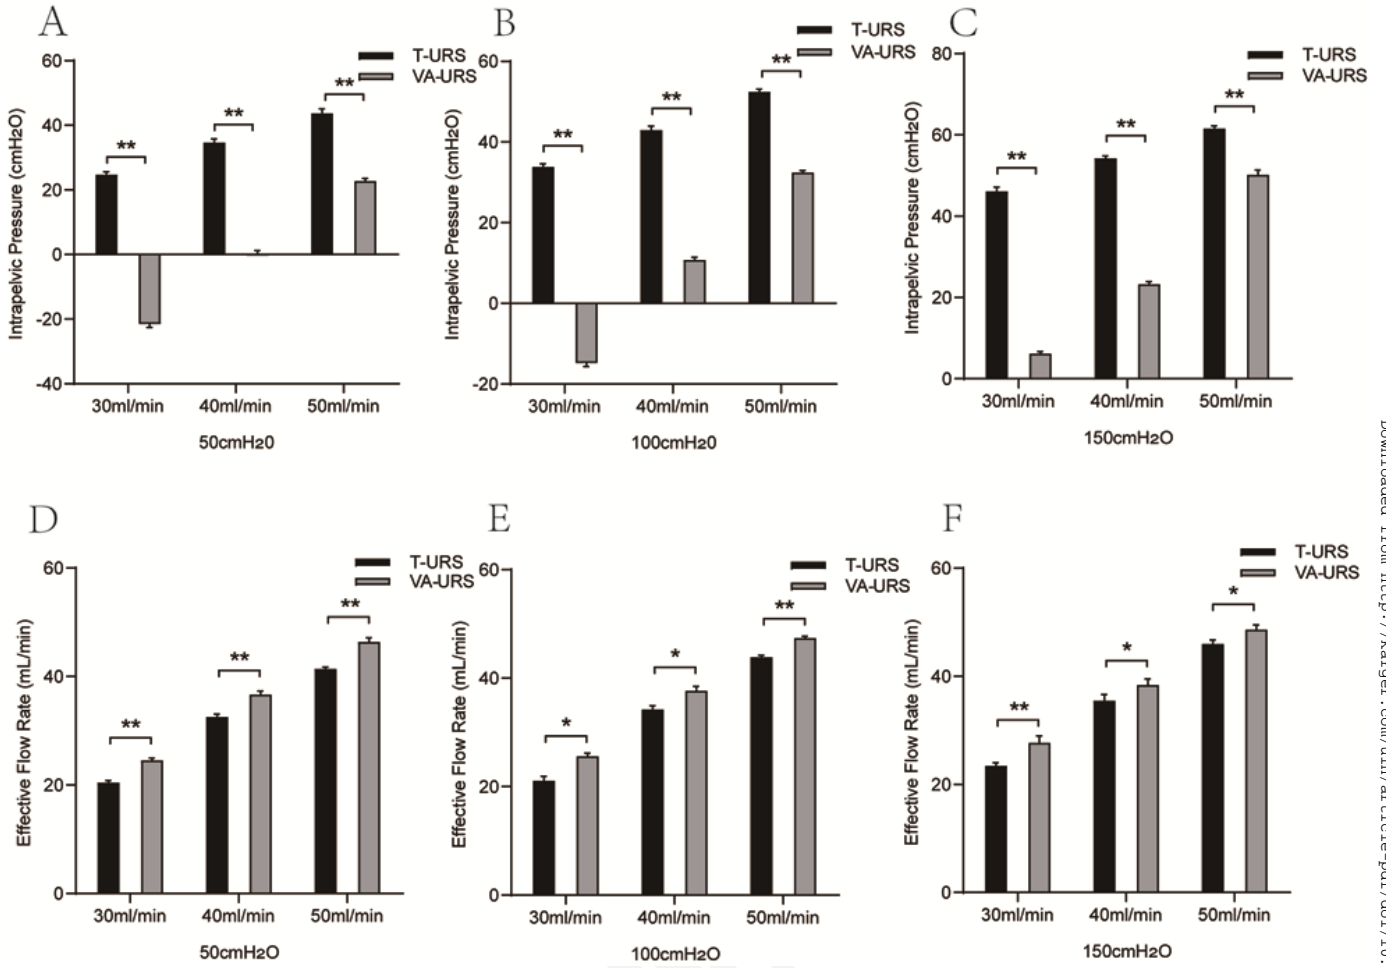 A
T-URS
VA-URS
**
**
**
Intrapelvic Pressure (cmH2O)
60
40
20
0
-20
-40
30ml/min 40ml/min 50ml/min
50cmH20
B
T-URS
VA-URS
**
**
**
Intrapelvic Pressure (cmH2O)
60
40
20
0
-20
30ml/min 40ml/min 50ml/min
100cmH20
C
T-URS
VA-URS
**
**
**
Intrapelvic Pressure (cmH2O)
80
60
40
20
0
30ml/min 40ml/min 50ml/min
150cmH2O
D
T-URS
VA-URS
**
**
**
Effective Flow Rate (mL/min)
60
40
20
0
30ml/min 40ml/min 50ml/min
50cmH2O
E
T-URS
VA-URS
*
*
**
Effective Flow Rate (mL/min)
60
40
20
0
30ml/min 40ml/min 50ml/min
100cmH2O
F
T-URS
VA-URS
**
*
*
Effective Flow Rate (mL/min)
60
40
20
0
30ml/min 40ml/min 50ml/min
150cmH2O